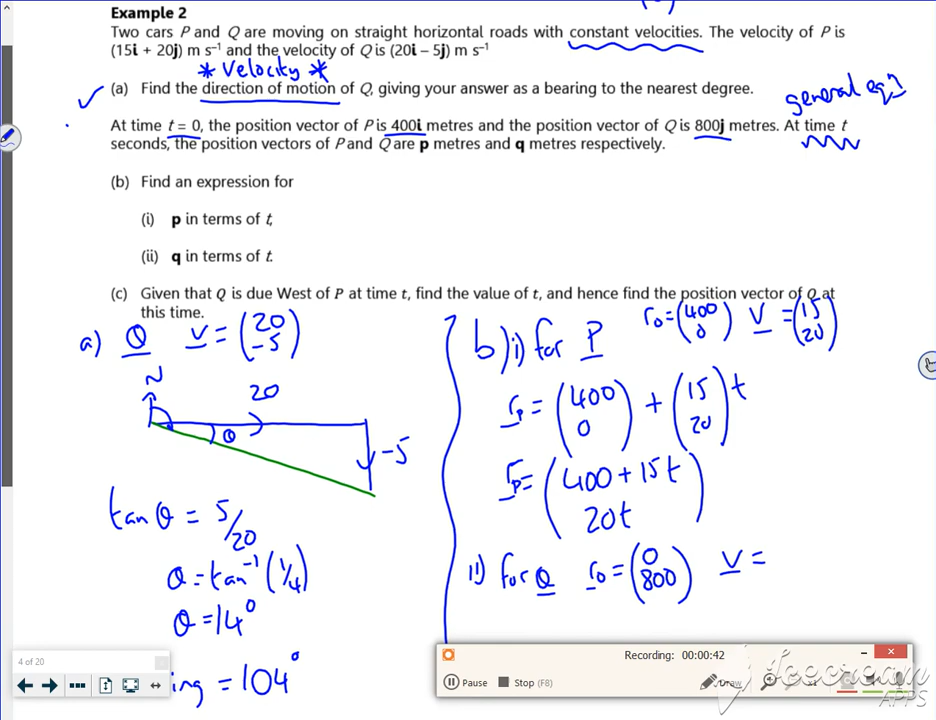 Example 2
Two cars P and Q are moving on straight horizontal roads with constant velocities. The velocity of P is
(15i + 20j) m s⁻¹ and the velocity of Q is (20i – 5j) m s⁻¹
* Velocity *
(a) Find the direction of motion of Q, giving your answer as a bearing to the nearest degree.
general eqn
At time t = 0, the position vector of P is 400i metres and the position vector of Q is 800j metres. At time t
seconds, the position vectors of P and Q are p metres and q metres respectively.
(b) Find an expression for
(i) p in terms of t,
(ii) q in terms of t.
(c) Given that Q is due West of P at time t, find the value of t, and hence find the position vector of Q at
this time.
a) Q v = (20 -5)
N
20
θ
-5
tan θ = 5/20
θ = tan⁻¹(1/4)
θ = 14°
ing = 104°
b) i) for P r₀ = (400 0) v = (15 20)
rₚ = (400 0) + (15 20) t
rₚ = (400 + 15t 20t)
ii) for Q r₀ = (0 800) v =
4 of 20
Recording: 00:00:42
Pause
Stop (F8)
Draw
x1
Icecream
APPS